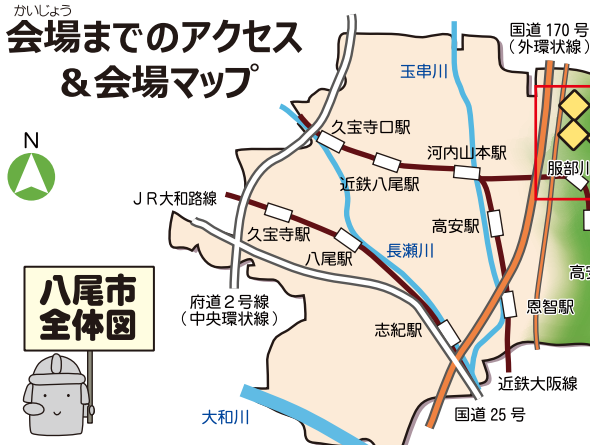 かいじょう
会場までのアクセス
＆会場マップ
国道170号
（外環状線）
玉串川
N
久宝寺口駅
河内山本駅
服部川
近鉄八尾駅
ＪＲ大和路線
高安駅
久宝寺駅
長瀬川
八尾駅
高安
八尾市
全体図
府道２号線
（中央環状線）
恩智駅
志紀駅
近鉄大阪線
大和川
国道25号